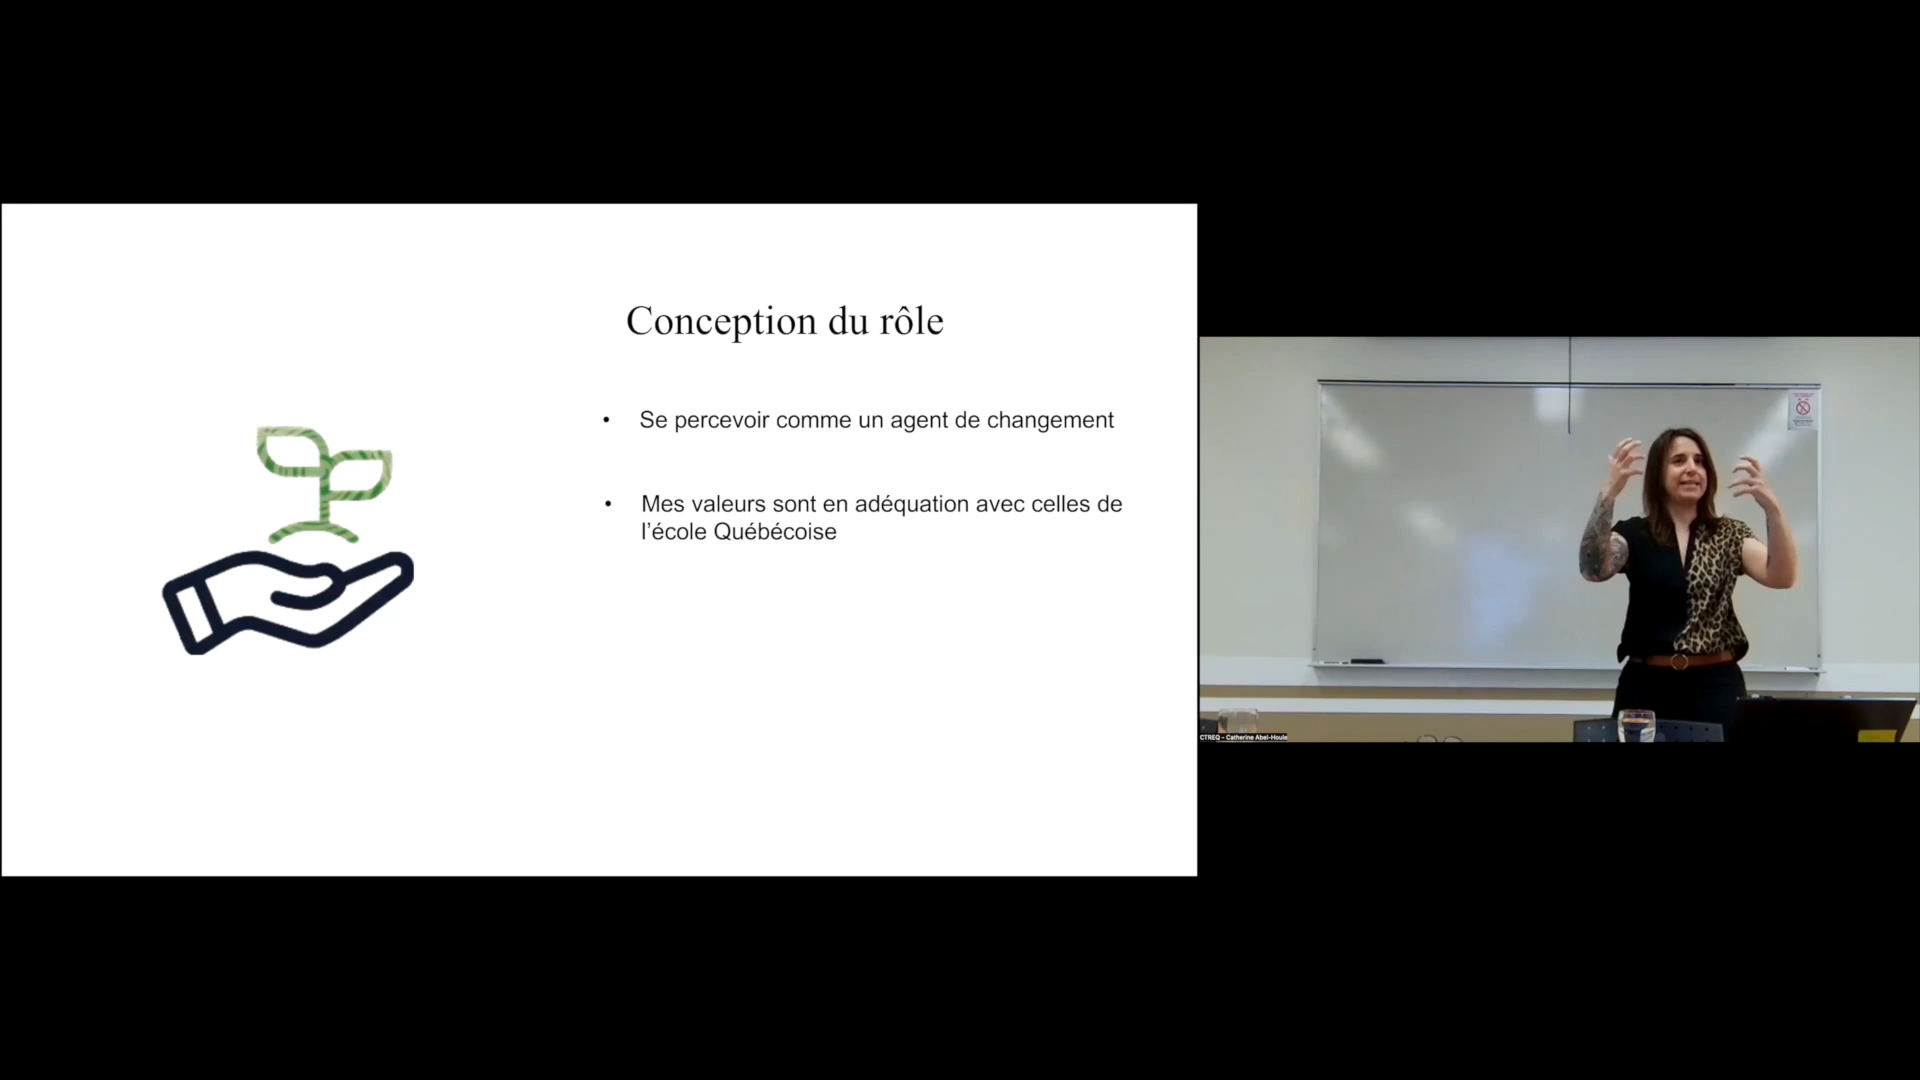 Conception du rôle
• Se percevoir comme un agent de changement
• Mes valeurs sont en adéquation avec celles de
l’école Québécoise
CTREQ - Catherine Abel-Houle